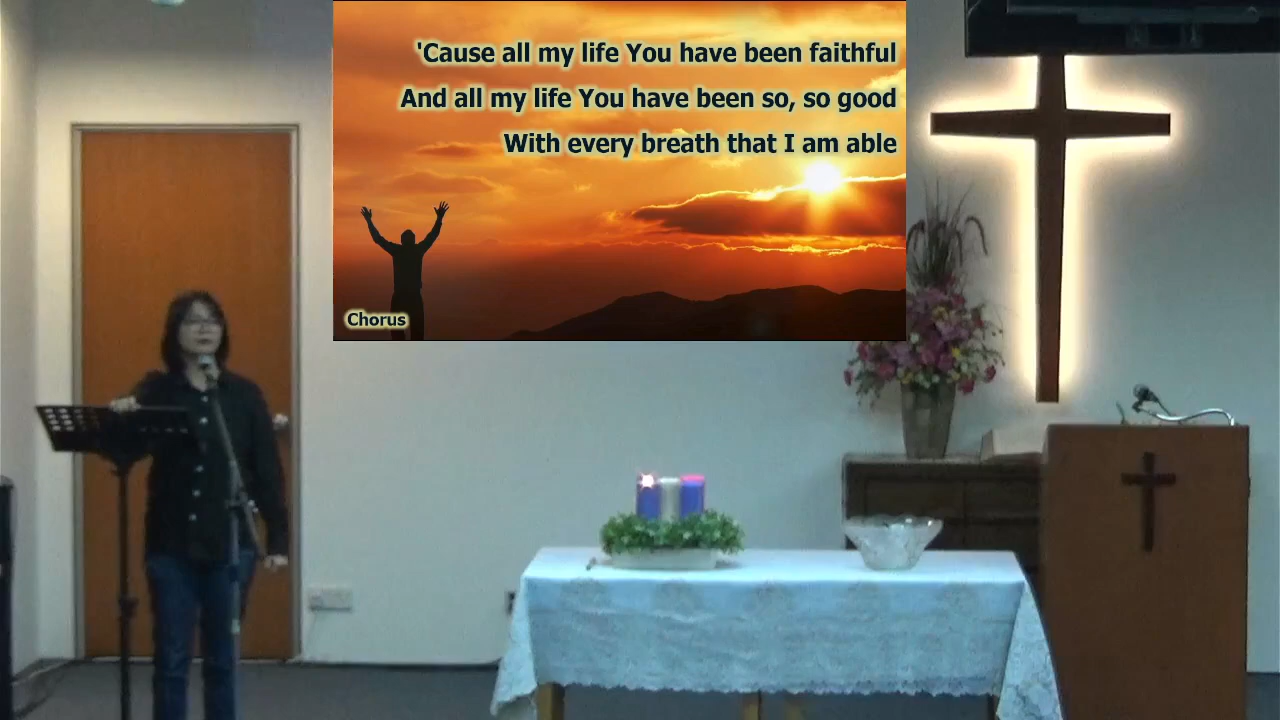 'Cause all my life You have been faithful
And all my life You have been so, so good
With every breath that I am able
Chorus